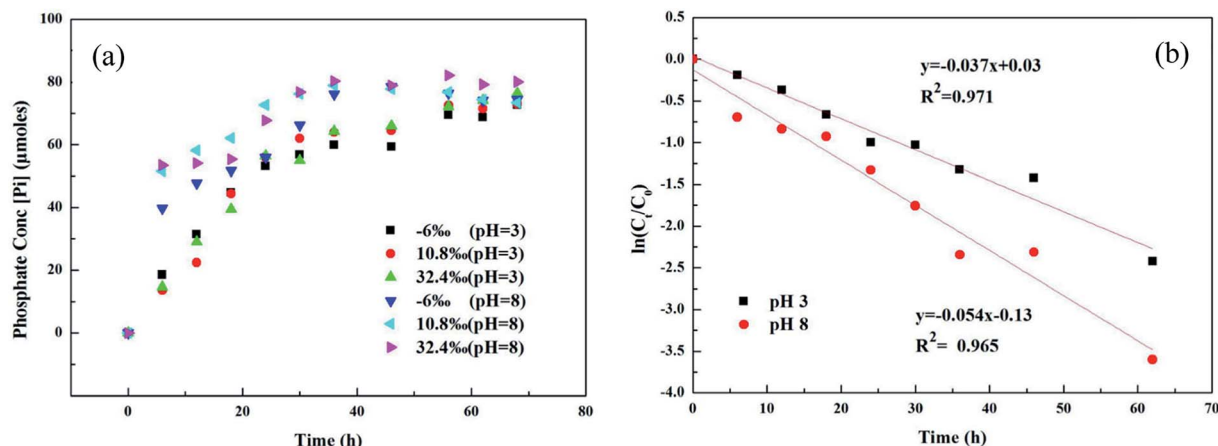 (a)
100
80
60
40
20
0
Phosphate Conc [Pi] (μmoles)
-6‰ (pH=3)
10.8‰(pH=3)
32.4‰(pH=3)
-6‰ (pH=8)
10.8‰(pH=8)
32.4‰(pH=8)
0 20 40 60 80
Time (h)
(b)
0.5
0.0
-0.5
-1.0
-1.5
-2.0
-2.5
-3.0
-3.5
-4.0
ln(Ct/C0)
y=-0.037x+0.03
R2=0.971
pH 3
pH 8
y=-0.054x-0.13
R2= 0.965
0 10 20 30 40 50 60 70
Time (h)